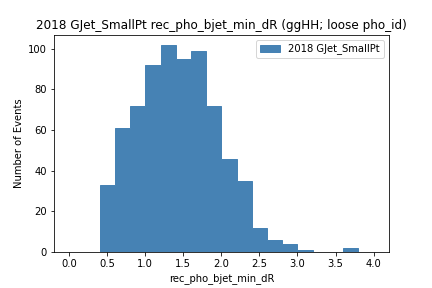 2018 GJet_SmallPt rec_pho_bjet_min_dR (ggHH; loose pho_id)
2018 GJet_SmallPt
Number of Events
100
80
60
40
20
0
0.0 0.5 1.0 1.5 2.0 2.5 3.0 3.5 4.0
rec_pho_bjet_min_dR